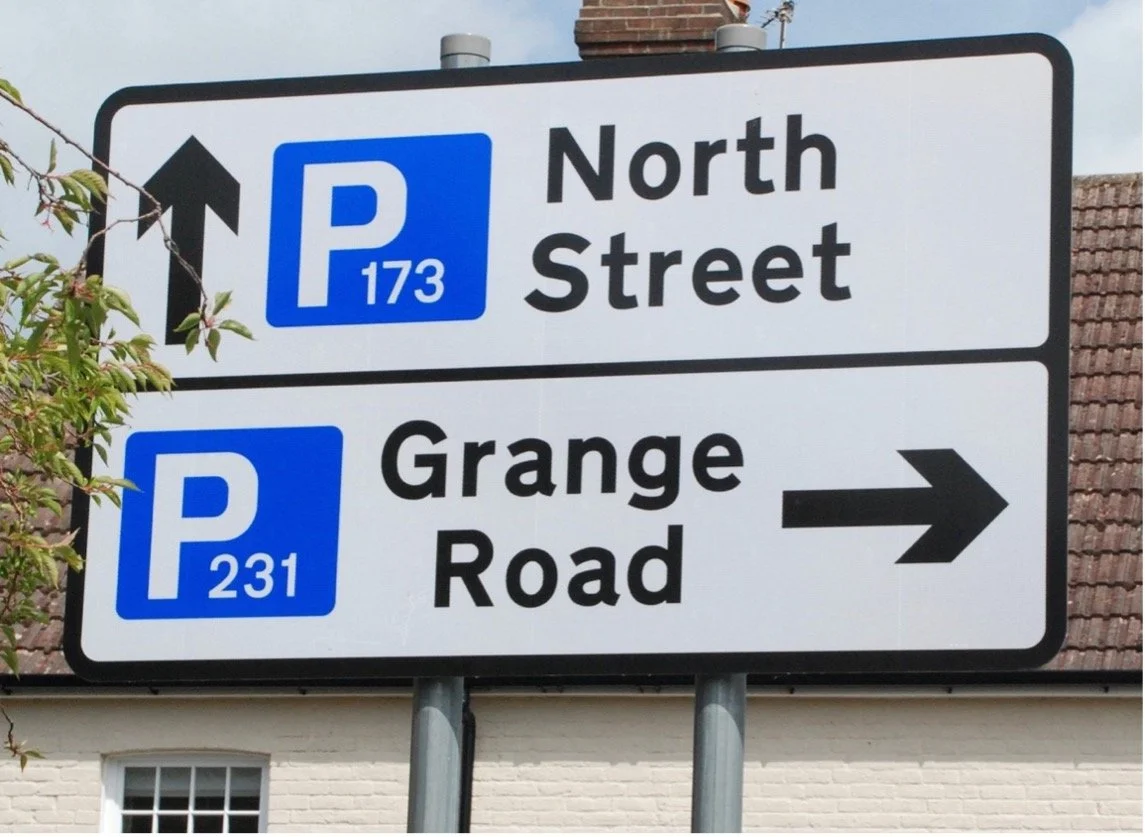 P 173
North
Street
P 231
Grange
Road